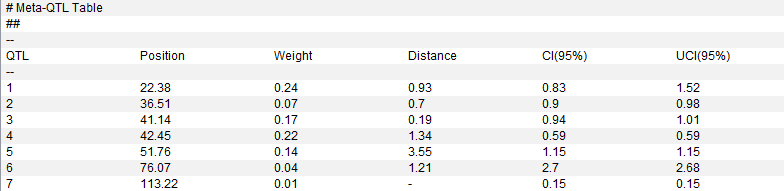 # Meta-QTL Table
##
--
QTL Position Weight Distance CI(95%) UCI(95%)
--
1 22.38 0.24 0.93 0.83 1.52
2 36.51 0.07 0.7 0.9 0.98
3 41.14 0.17 0.19 0.94 1.01
4 42.45 0.22 1.34 0.59 0.59
5 51.76 0.14 3.55 1.15 1.15
6 76.07 0.04 1.21 2.7 2.68
7 113.22 0.01 - 0.15 0.15